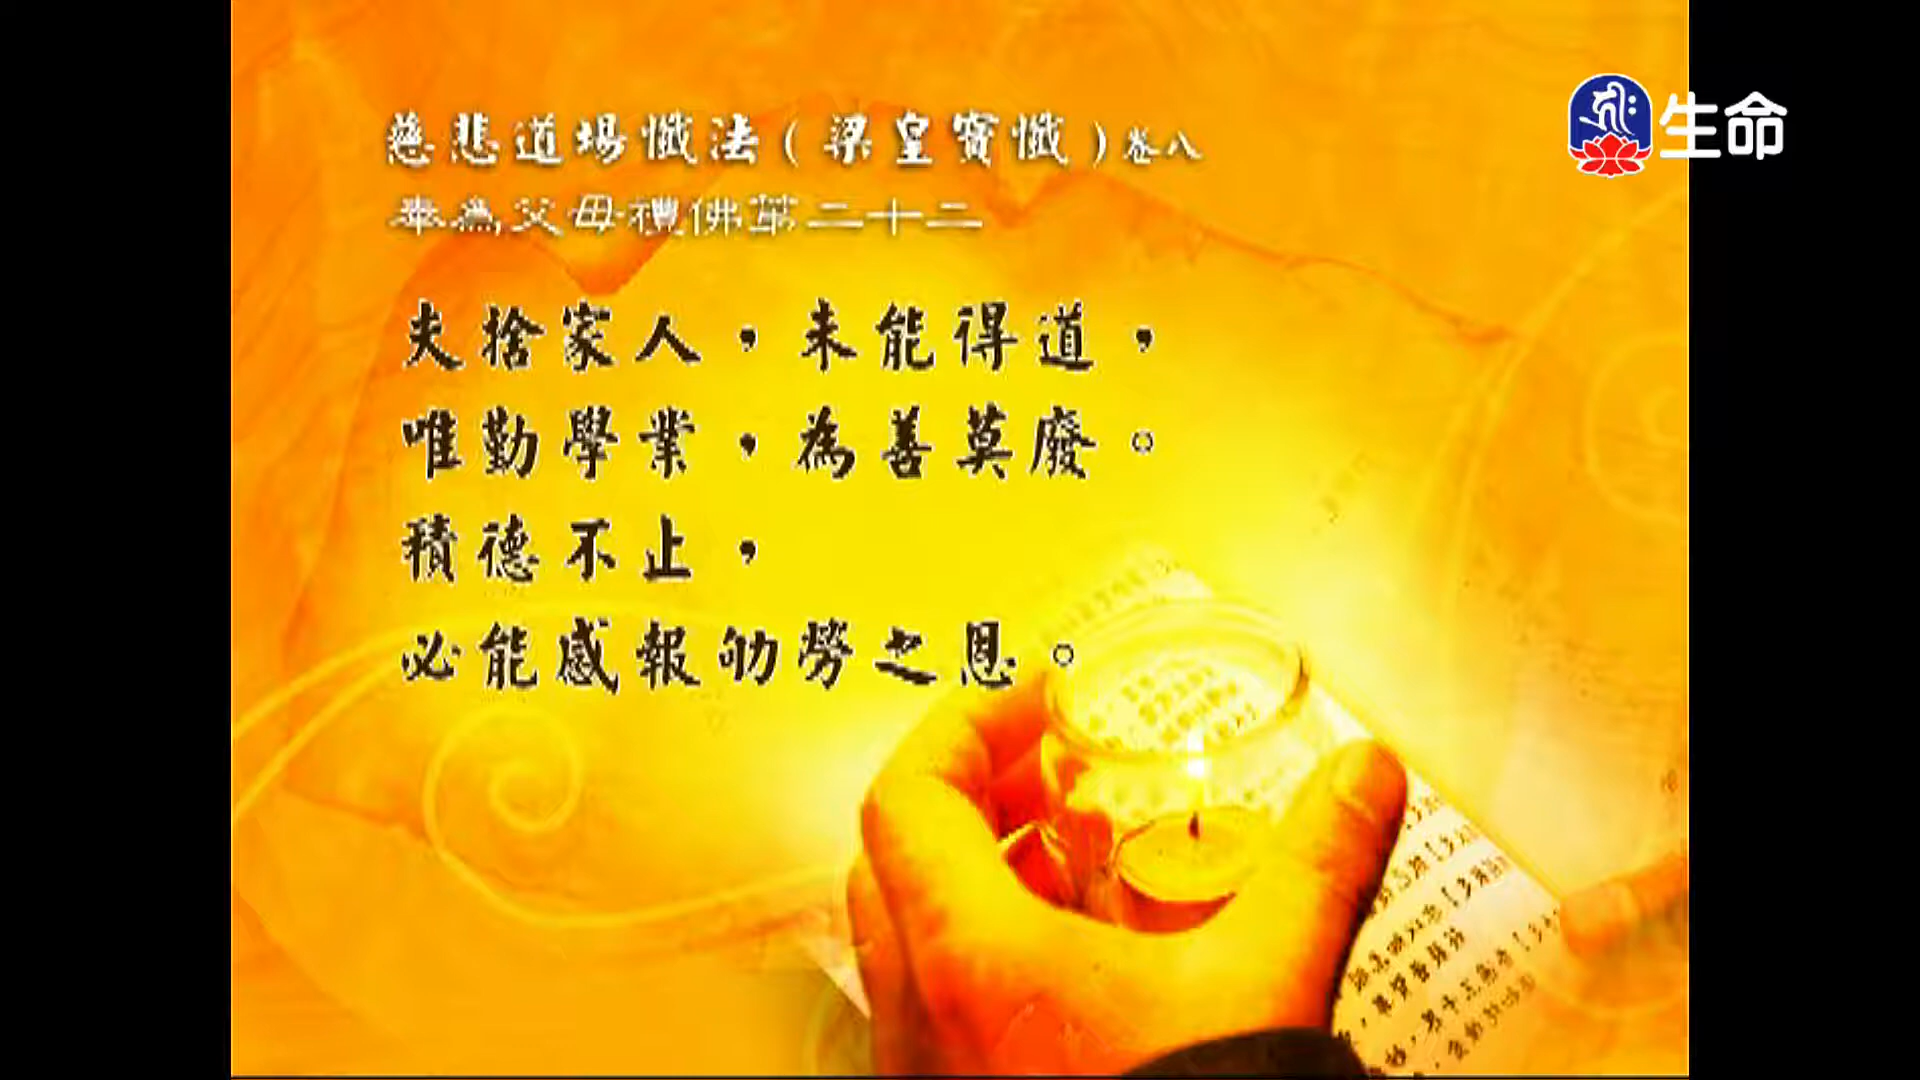 慈悲道場懺法(梁皇寶懺)卷八
奉為父母禮佛第二十二
生命
夫捨家人，未能得道，
唯勤學業，為善莫廢。
積德不止，
必能感報劬勞之恩。